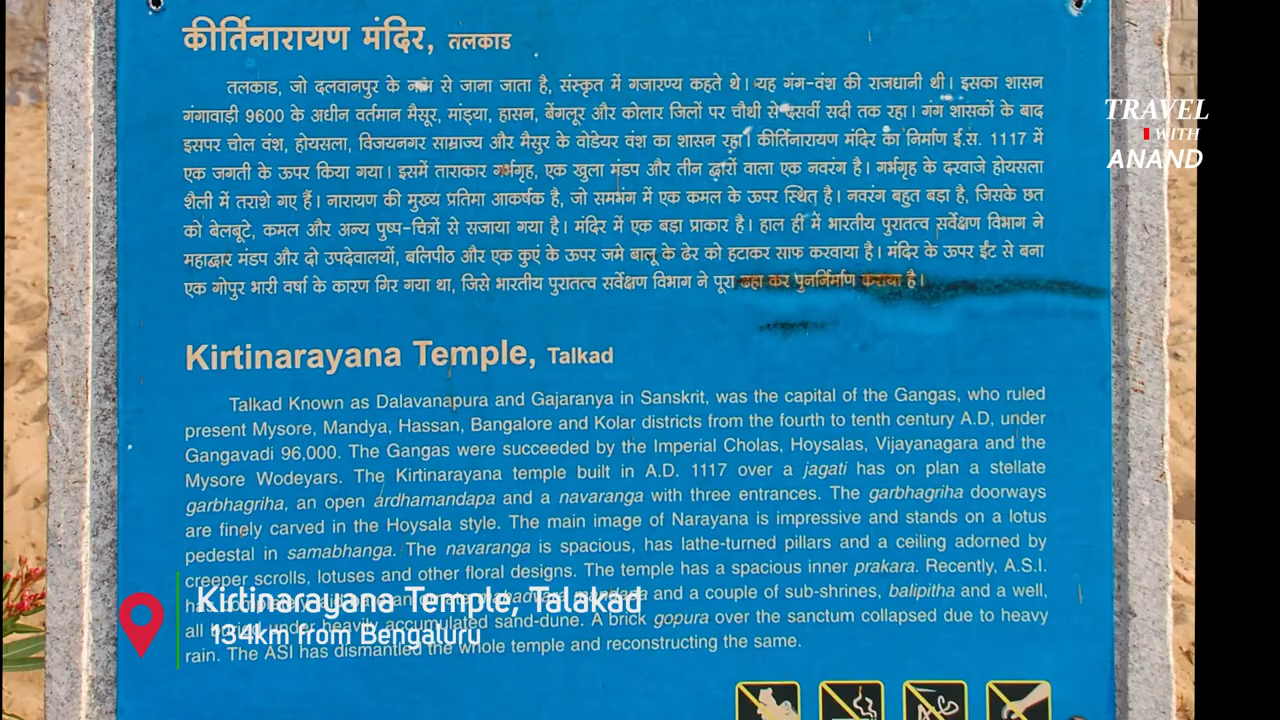 कीर्तिनारायण मंदिर, तलकाड
तलकाड, जो दलवानपुर के नाम से जाना जाता है, संस्कृत में गजारण्य कहते थे। यह गंग-वंश की राजधानी थी। इसका शासन
गंगावाड़ी 9600 के अधीन वर्तमान मैसूर, मांड्या, हासन, बेंगलूर और कोलार जिलों पर चौथी से दसवीं सदी तक रहा। गंग शासकों के बाद
इसपर चोल वंश, होयसला, विजयनगर साम्राज्य और मैसुर के वोडेयर वंश का शासन रहा। कीर्तिनारायण मंदिर का निर्माण ई.स. 1117 में
एक जगती के ऊपर किया गया। इसमें ताराकार गर्भगृह, एक खुला मंडप और तीन द्वारों वाला एक नवरंग है। गर्भगृह के दरवाजे होयसला
शैली में तराशे गए हैं। नारायण की मुख्य प्रतिमा आकर्षक है, जो समभंग में एक कमल के ऊपर स्थित है। नवरंग बहुत बड़ा है, जिसके छत
को बेलबूटे, कमल और अन्य पुष्प-चित्रों से सजाया गया है। मंदिर में एक बड़ा प्राकार है। हाल ही में भारतीय पुरातत्व सर्वेक्षण विभाग ने
महाद्वार मंडप और दो उपदेवालयों, बलिपीठ और एक कुएं के ऊपर जमे बालू के ढेर को हटाकर साफ करवाया है। मंदिर के ऊपर ईंट से बना
एक गोपुर भारी वर्षा के कारण गिर गया था, जिसे भारतीय पुरातत्व सर्वेक्षण विभाग ने पूरा ढहा कर पुनर्निर्माण कराया है।
TRAVEL
WITH
ANAND
Kirtinarayana Temple, Talkad
Talkad Known as Dalavanapura and Gajaranya in Sanskrit, was the capital of the Gangas, who ruled
present Mysore, Mandya, Hassan, Bangalore and Kolar districts from the fourth to tenth century A.D, under
Gangavadi 96,000. The Gangas were succeeded by the Imperial Cholas, Hoysalas, Vijayanagara and the
Mysore Wodeyars. The Kirtinarayana temple built in A.D. 1117 over a jagati has on plan a stellate
garbhagriha, an open ardhamandapa and a navaranga with three entrances. The garbhagriha doorways
are finely carved in the Hoysala style. The main image of Narayana is impressive and stands on a lotus
pedestal in samabhanga. The navaranga is spacious, has lathe-turned pillars and a ceiling adorned by
creeper scrolls, lotuses and other floral designs. The temple has a spacious inner prakara. Recently, A.S.I.
mahadvara mandapa and a couple of sub-shrines, balipitha and a well,
all buried under heavily accumulated sand-dune. A brick gopura over the sanctum collapsed due to heavy
rain. The ASI has dismantled the whole temple and reconstructing the same.
Kirtinarayana Temple, Talakad
134km from Bengaluru